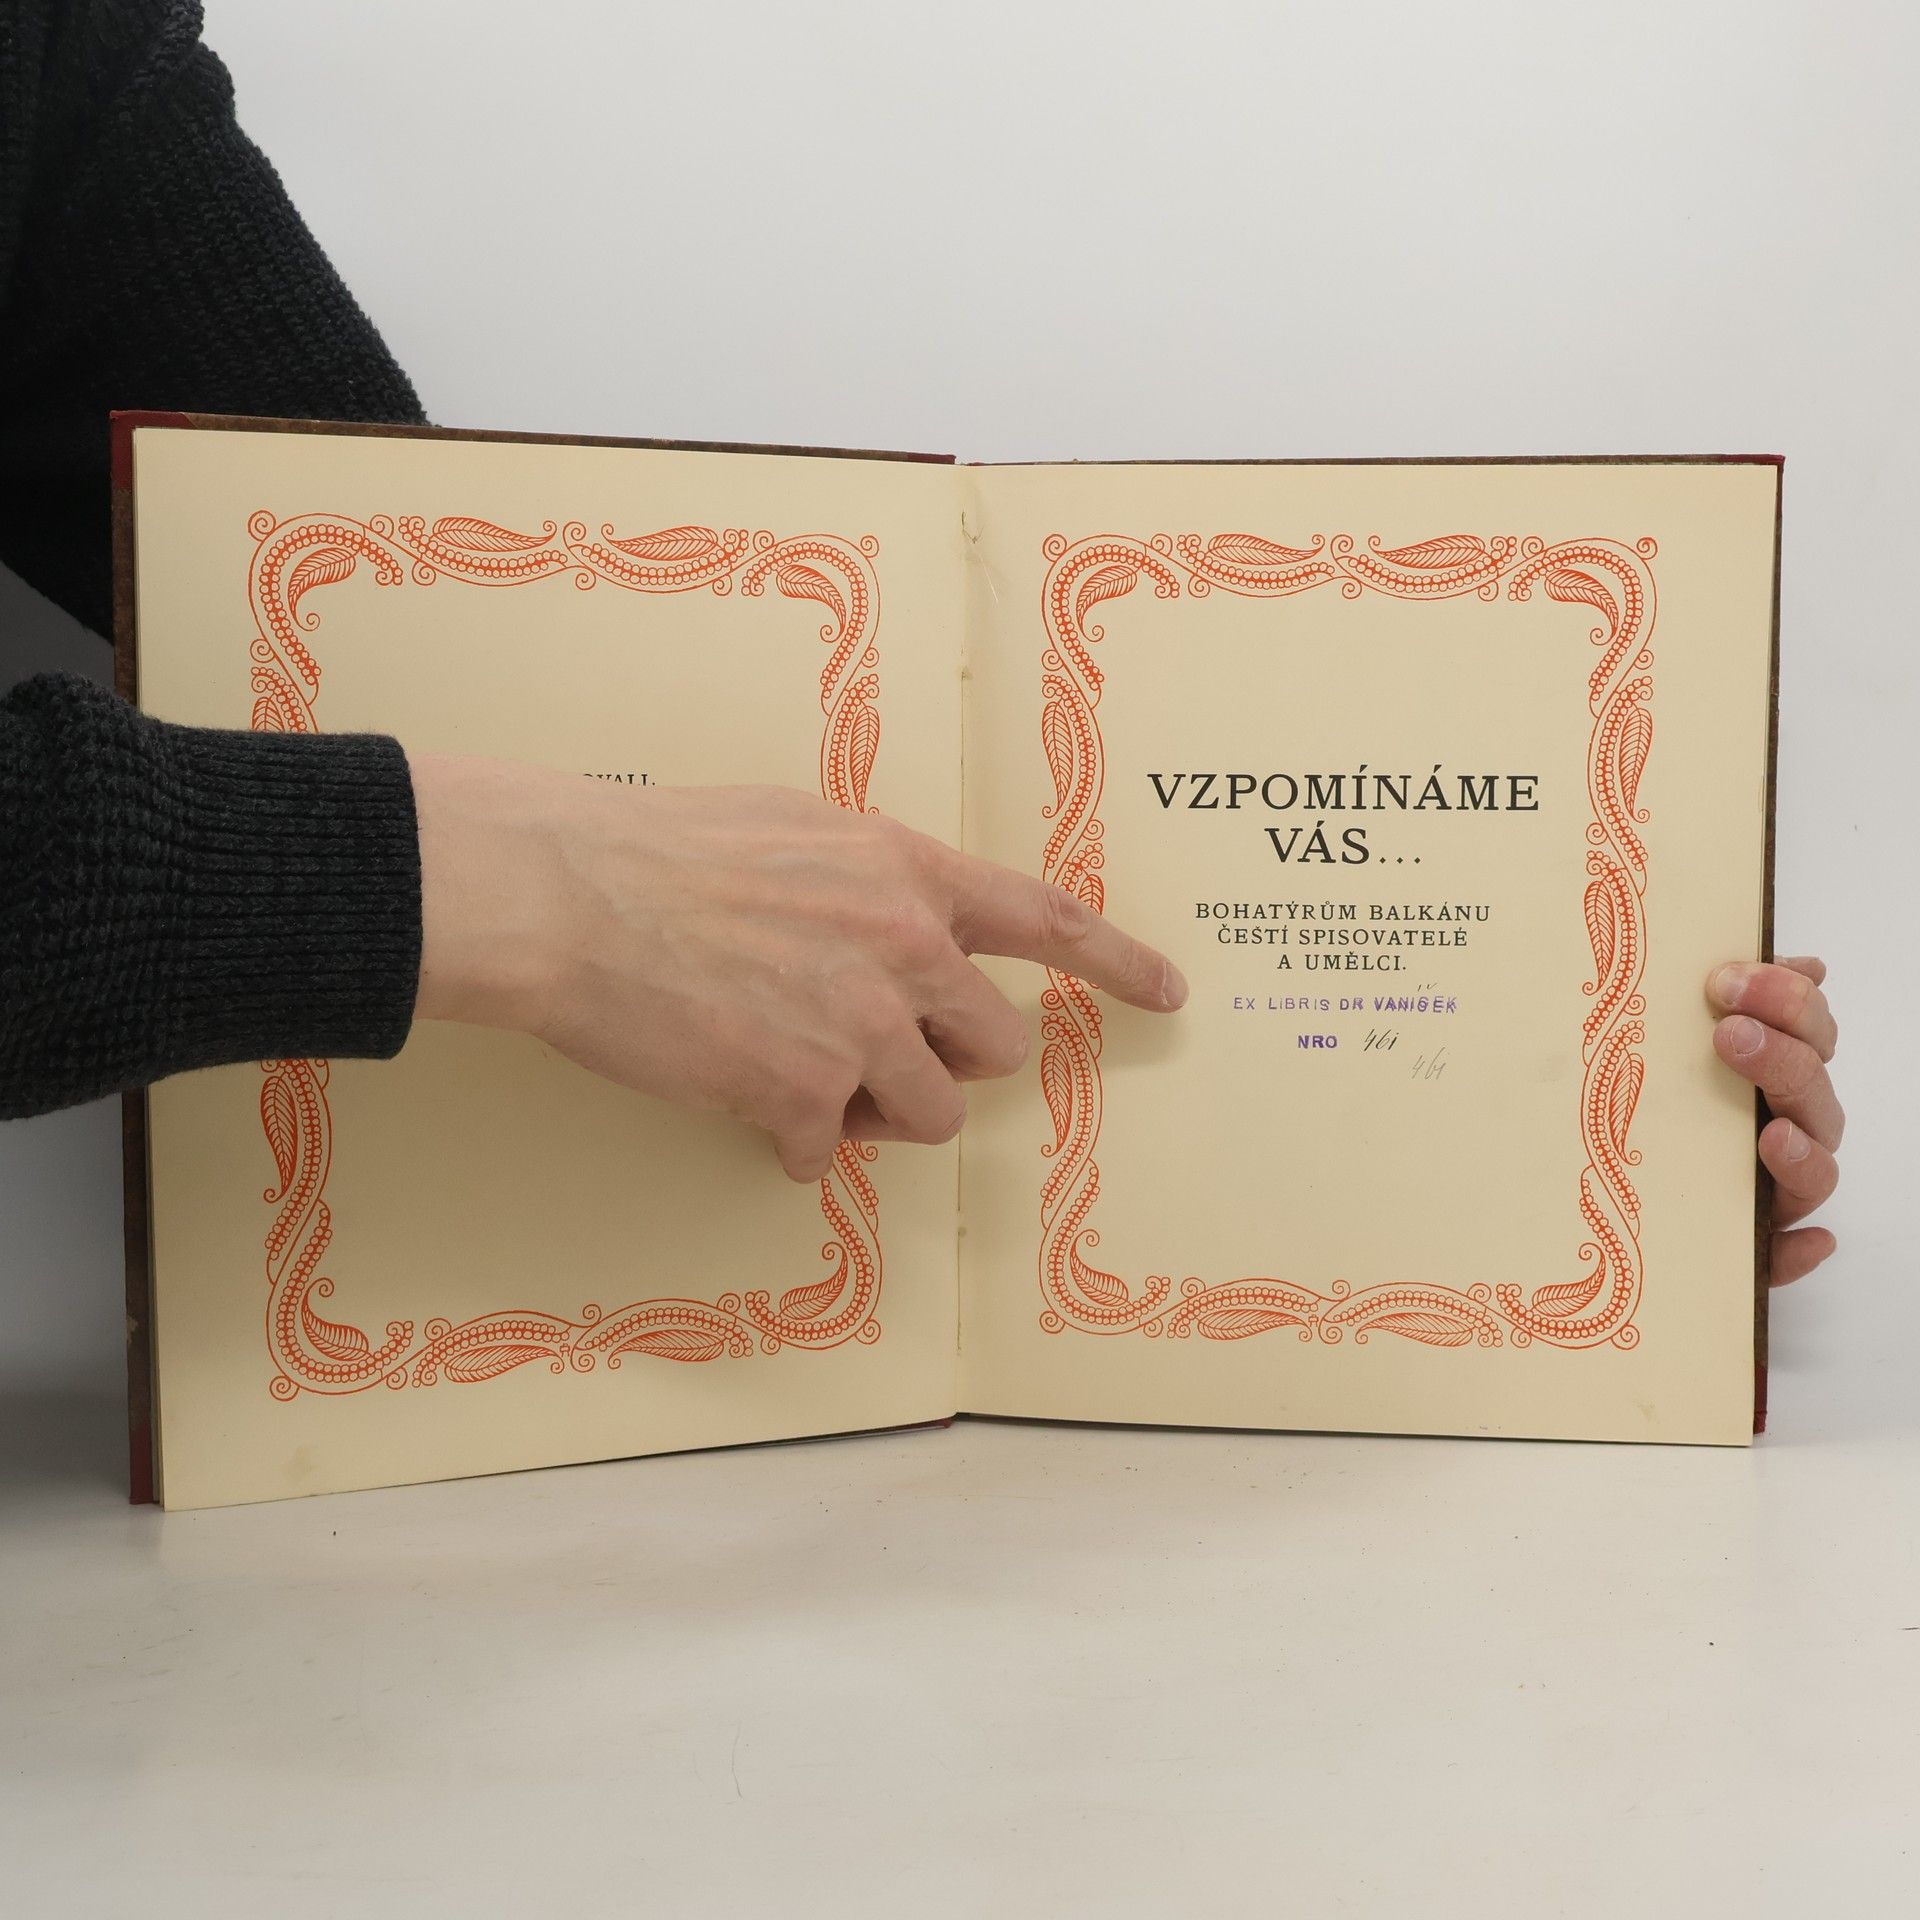 VZPOMÍNÁME
VÁS...
BOHATÝRŮM BALKÁNU
ČEŠTÍ SPISOVATELÉ
A UMĚLCI.
EX LIBRIS DR VANÍČEK
NRO 461
461